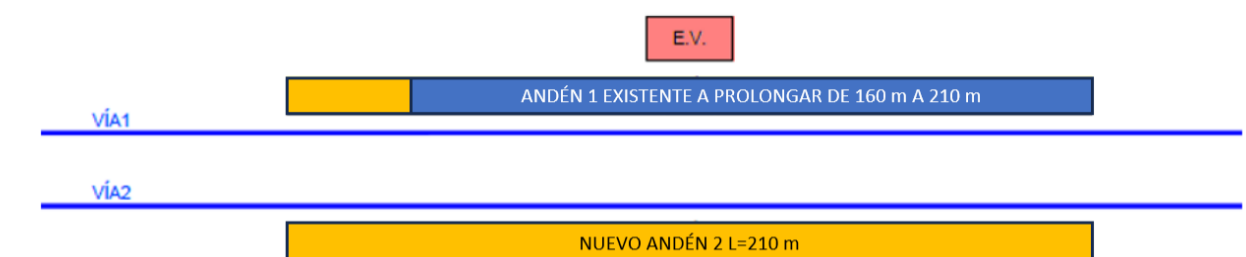 E.V.
ANDÉN 1 EXISTENTE A PROLONGAR DE 160 m A 210 m
VÍA1
VÍA2
NUEVO ANDÉN 2 L=210 m